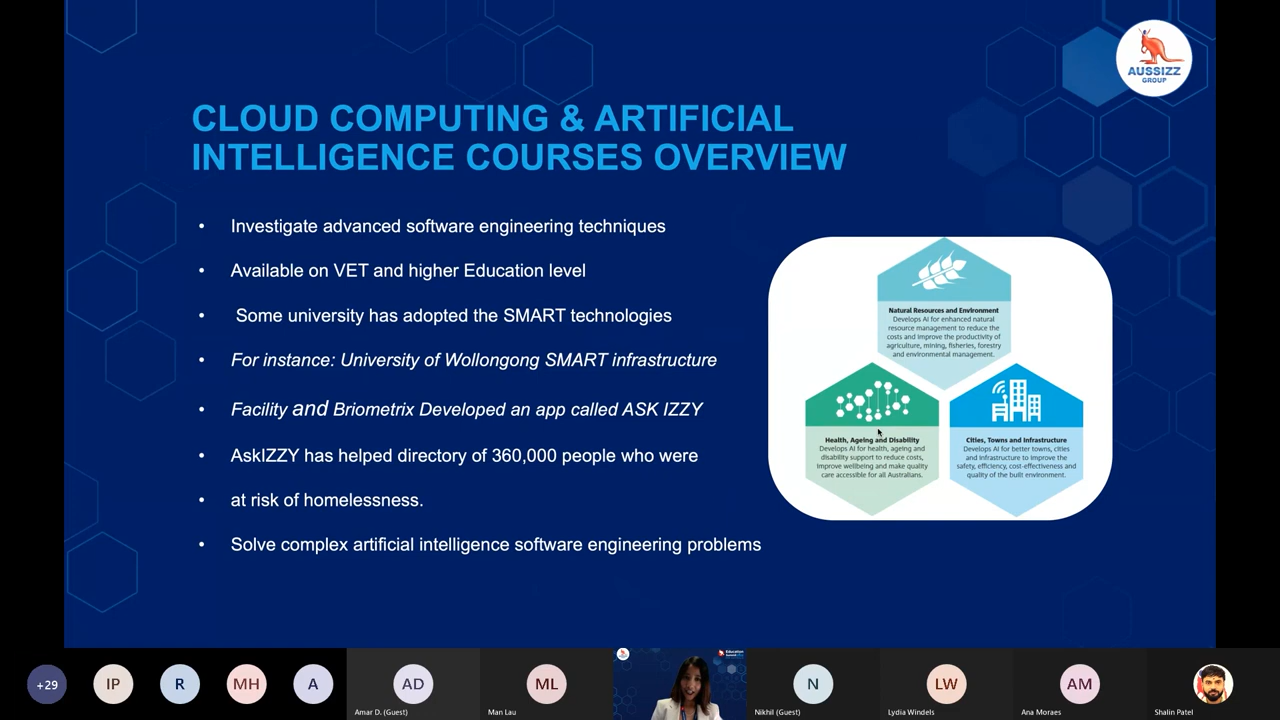 AUSSIZZ
GROUP
CLOUD COMPUTING & ARTIFICIAL
INTELLIGENCE COURSES OVERVIEW
• Investigate advanced software engineering techniques
• Available on VET and higher Education level
• Some university has adopted the SMART technologies
• For instance: University of Wollongong SMART infrastructure
• Facility and Briometrix Developed an app called ASK IZZY
• AskIZZY has helped directory of 360,000 people who were
• at risk of homelessness.
• Solve complex artificial intelligence software engineering problems
Natural Resources and Environment
Develops AI for enhanced natural
resource management to reduce the
costs and improve the productivity of
agriculture, mining, fisheries, forestry
and environmental management.
Health, Ageing and Disability
Develops AI for health, ageing and
disability support to reduce costs,
improve wellbeing and make quality
care accessible for all Australians.
Cities, Towns and Infrastructure
Develops AI for better towns, cities
and infrastructure to improve the
safety, efficiency, cost-effectiveness and
quality of the built environment.
+29
IP
R
MH
A
AD
Amar D. (Guest)
ML
Man Lau
Education
N
Nikhil (Guest)
LW
Lydia Windels
AM
Ana Moraes
Shalin Patel